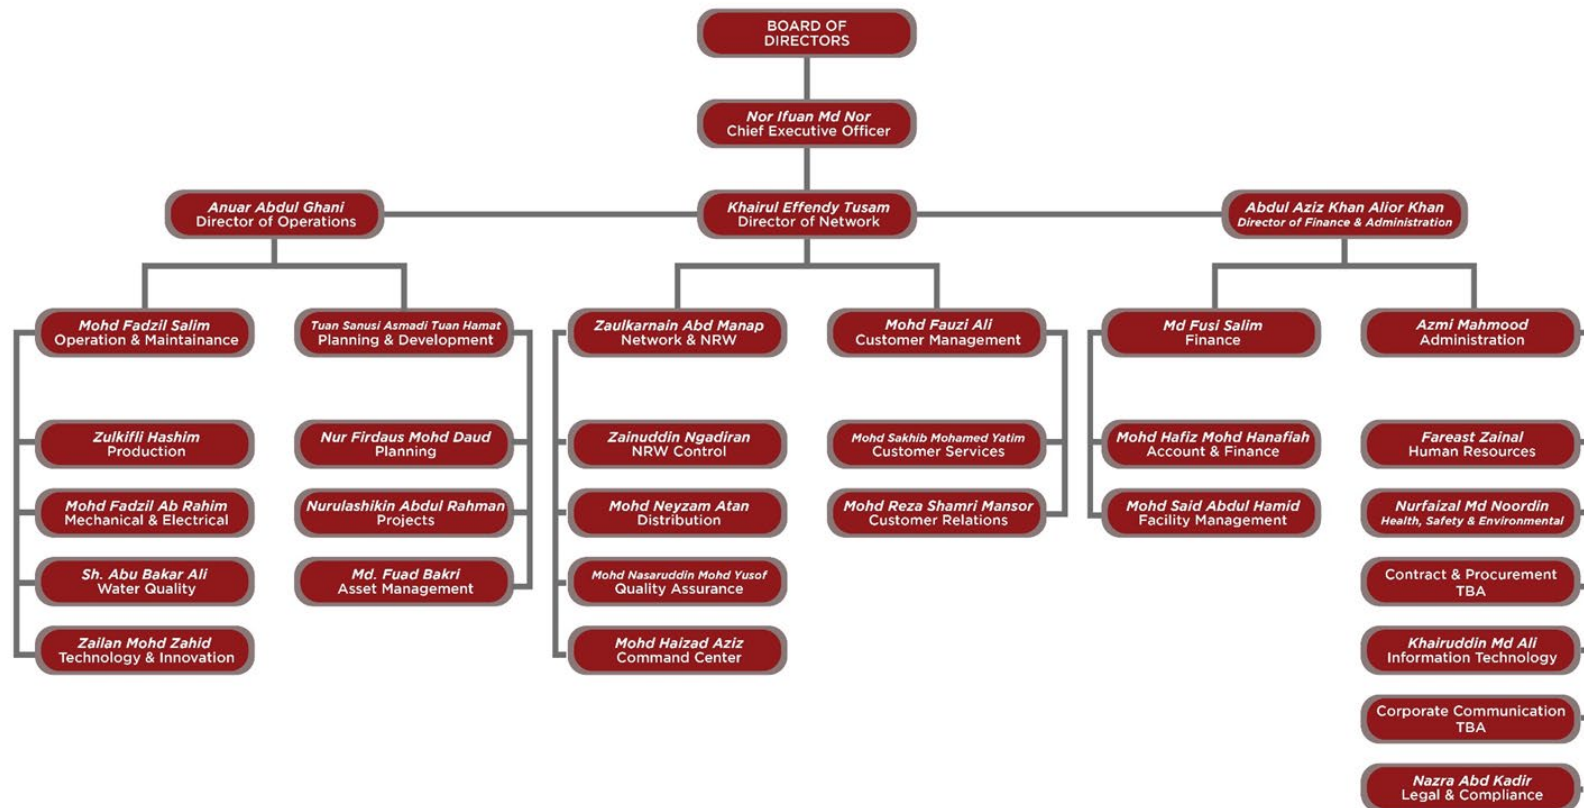 BOARD OF
DIRECTORS
Nor Ifuan Md Nor
Chief Executive Officer
Anuar Abdul Ghani
Director of Operations
Khairul Effendy Tusam
Director of Network
Abdul Aziz Khan Alior Khan
Director of Finance & Administration
Mohd Fadzil Salim
Operation & Maintainance
Tuan Sanusi Asmadi Tuan Hamat
Planning & Development
Zaulkarnain Abd Manap
Network & NRW
Mohd Fauzi Ali
Customer Management
Md Fusi Salim
Finance
Azmi Mahmood
Administration
Zulkifli Hashim
Production
Nur Firdaus Mohd Daud
Planning
Zainuddin Ngadiran
NRW Control
Mohd Sakhib Mohamed Yatim
Customer Services
Mohd Hafiz Mohd Hanafiah
Account & Finance
Fareast Zainal
Human Resources
Mohd Fadzil Ab Rahim
Mechanical & Electrical
Nurulashikin Abdul Rahman
Projects
Mohd Neyzam Atan
Distribution
Mohd Reza Shamri Mansor
Customer Relations
Mohd Said Abdul Hamid
Facility Management
Nurfaizal Md Noordin
Health, Safety & Environmental
Sh. Abu Bakar Ali
Water Quality
Md. Fuad Bakri
Asset Management
Mohd Nasaruddin Mohd Yusof
Quality Assurance
Contract & Procurement
TBA
Zailan Mohd Zahid
Technology & Innovation
Mohd Haizad Aziz
Command Center
Khairuddin Md Ali
Information Technology
Corporate Communication
TBA
Nazra Abd Kadir
Legal & Compliance